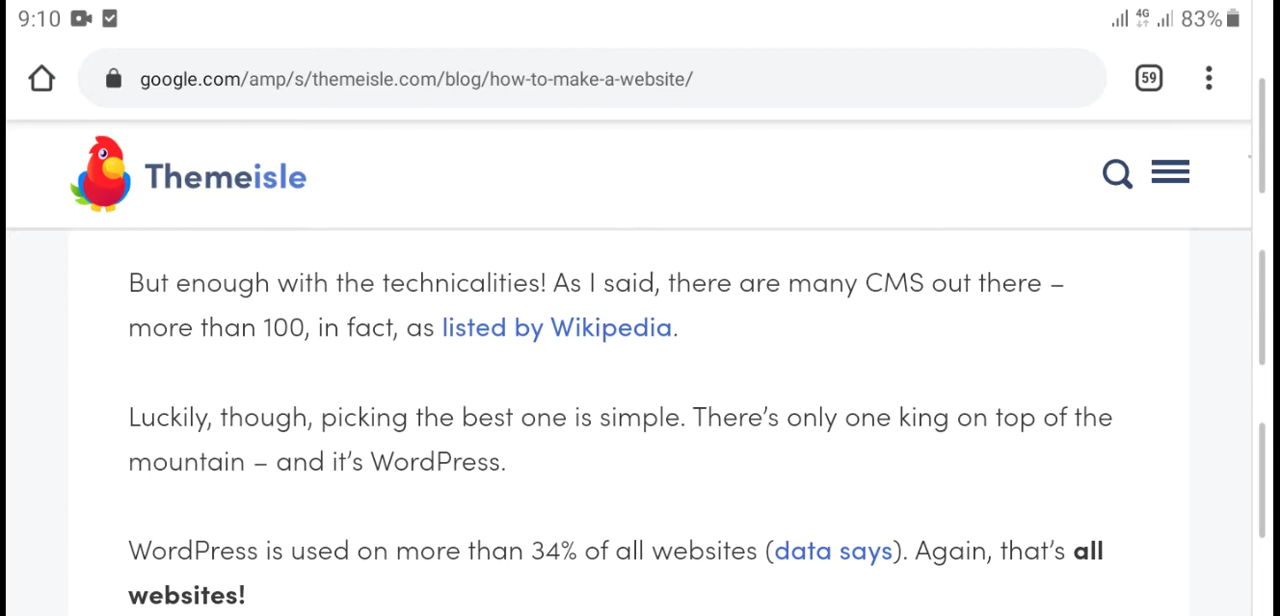 9:10
4G
83%
google.com/amp/s/themeisle.com/blog/how-to-make-a-website/
59
Themeisle
But enough with the technicalities! As I said, there are many CMS out there –
more than 100, in fact, as listed by Wikipedia.
Luckily, though, picking the best one is simple. There’s only one king on top of the
mountain – and it’s WordPress.
WordPress is used on more than 34% of all websites (data says). Again, that’s all
websites!